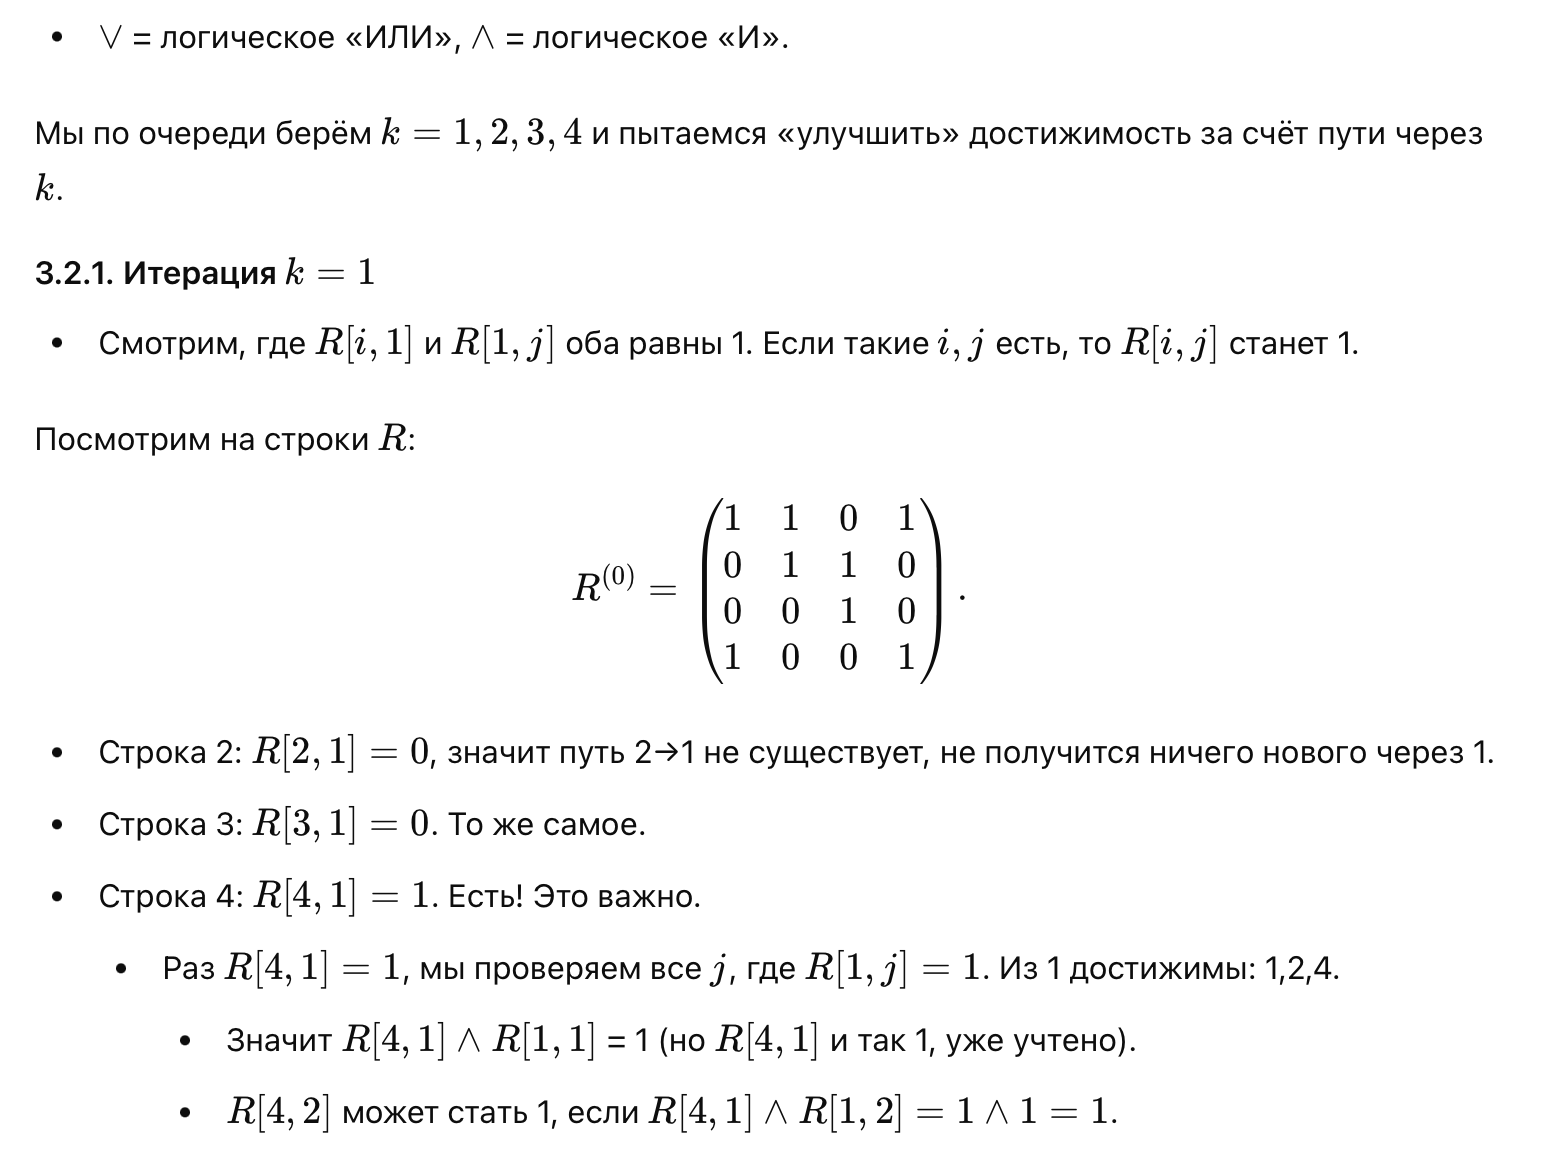 • ∨ = логическое «ИЛИ», ∧ = логическое «И».
Мы по очереди берём k = 1, 2, 3, 4 и пытаемся «улучшить» достижимость за счёт пути через
k.
3.2.1. Итерация k = 1
• Смотрим, где R[i, 1] и R[1, j] оба равны 1. Если такие i, j есть, то R[i, j] станет 1.
Посмотрим на строки R:
R^(0) =
1 1 0 1
0 1 1 0
0 0 1 0
1 0 0 1
.
• Строка 2: R[2, 1] = 0, значит путь 2→1 не существует, не получится ничего нового через 1.
• Строка 3: R[3, 1] = 0. То же самое.
• Строка 4: R[4, 1] = 1. Есть! Это важно.
• Раз R[4, 1] = 1, мы проверяем все j, где R[1, j] = 1. Из 1 достижимы: 1,2,4.
• Значит R[4, 1] ∧ R[1, 1] = 1 (но R[4, 1] и так 1, уже учтено).
• R[4, 2] может стать 1, если R[4, 1] ∧ R[1, 2] = 1 ∧ 1 = 1.